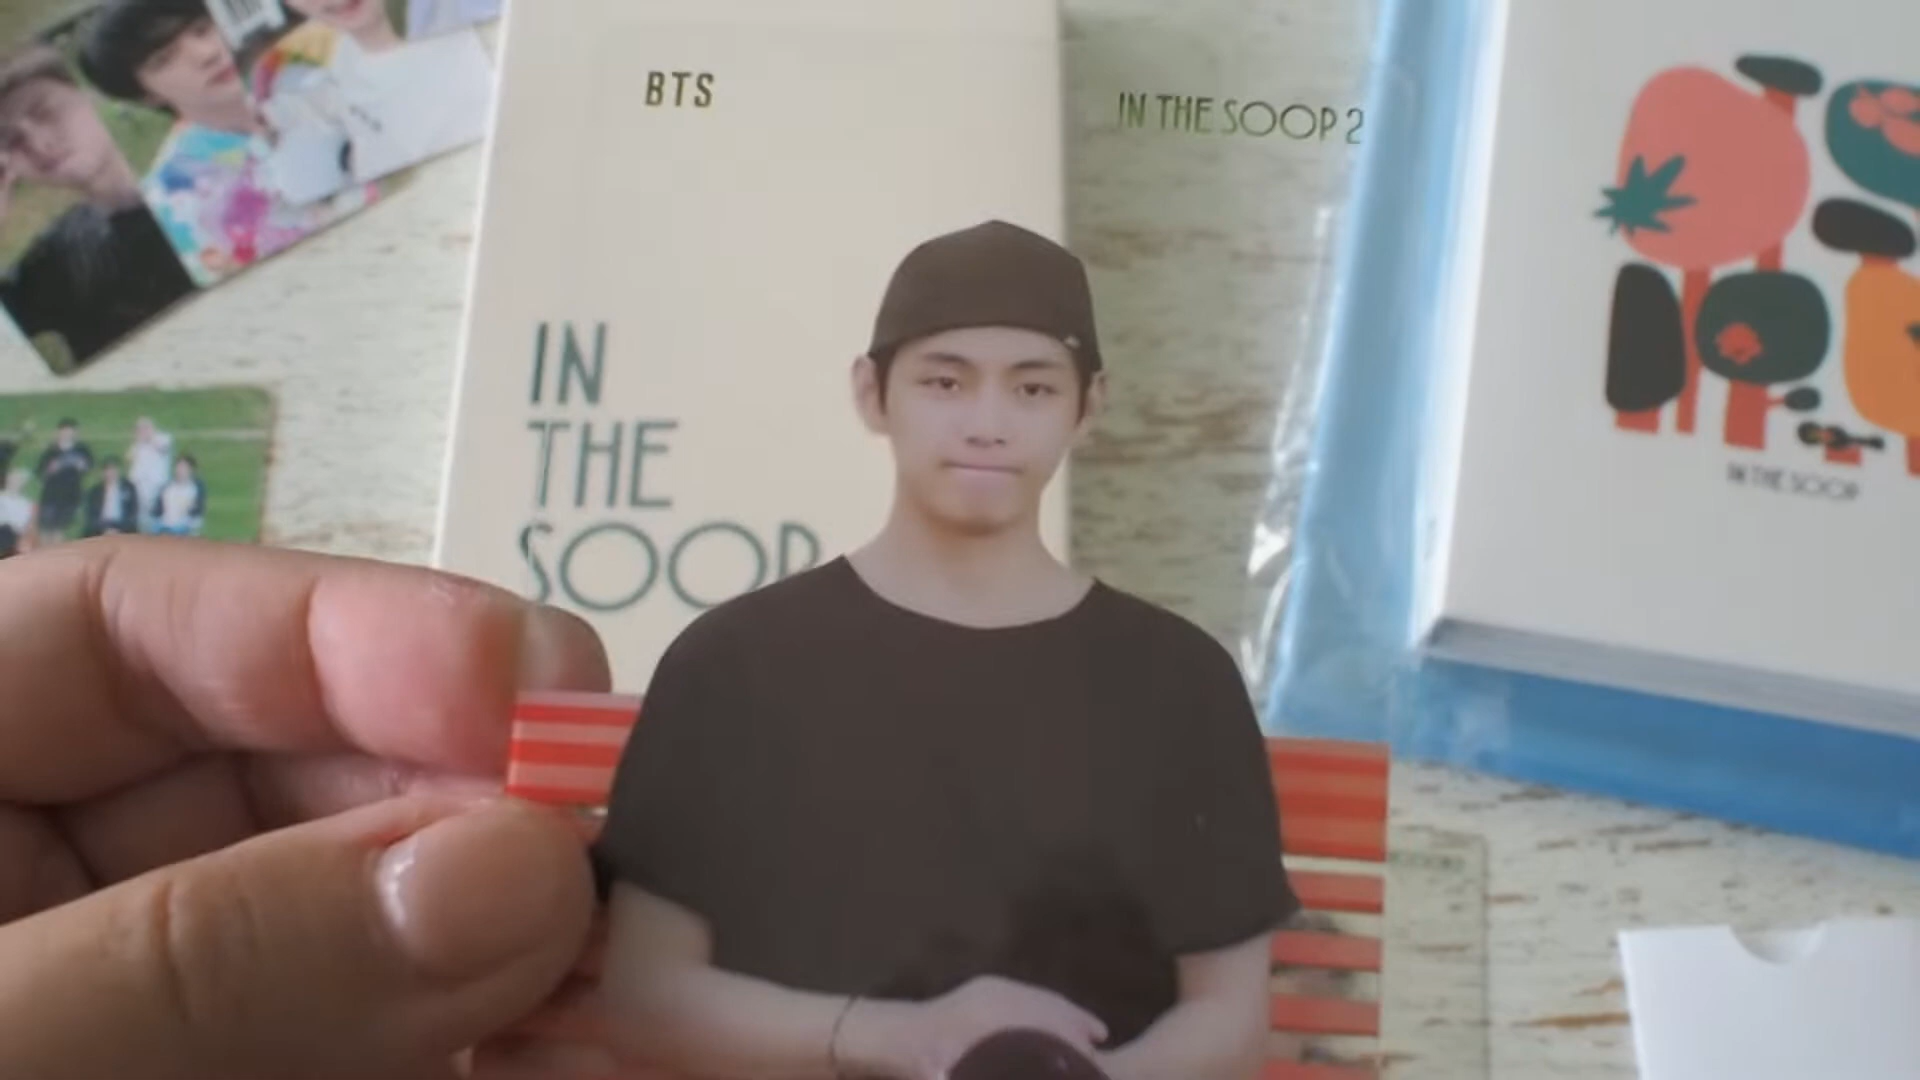 BTS
IN THE SOOP 2
IN
THE
SOOP
IN THE SOOP